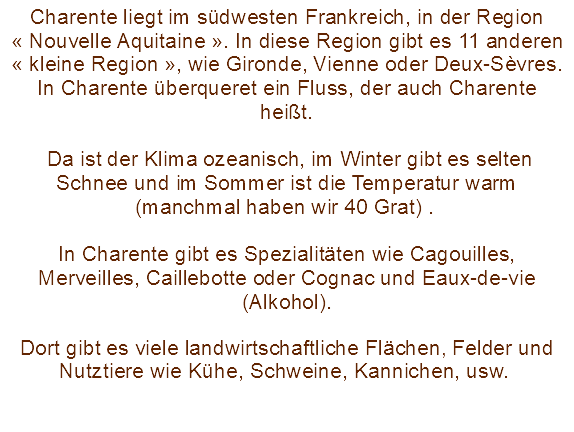 Charente liegt im südwesten Frankreich, in der Region
« Nouvelle Aquitaine ». In diese Region gibt es 11 anderen
« kleine Region », wie Gironde, Vienne oder Deux-Sèvres.
In Charente überqueret ein Fluss, der auch Charente
heißt.
Da ist der Klima ozeanisch, im Winter gibt es selten
Schnee und im Sommer ist die Temperatur warm
(manchmal haben wir 40 Grat) .
In Charente gibt es Spezialitäten wie Cagouilles,
Merveilles, Caillebotte oder Cognac und Eaux-de-vie
(Alkohol).
Dort gibt es viele landwirtschaftliche Flächen, Felder und
Nutztiere wie Kühe, Schweine, Kannichen, usw.